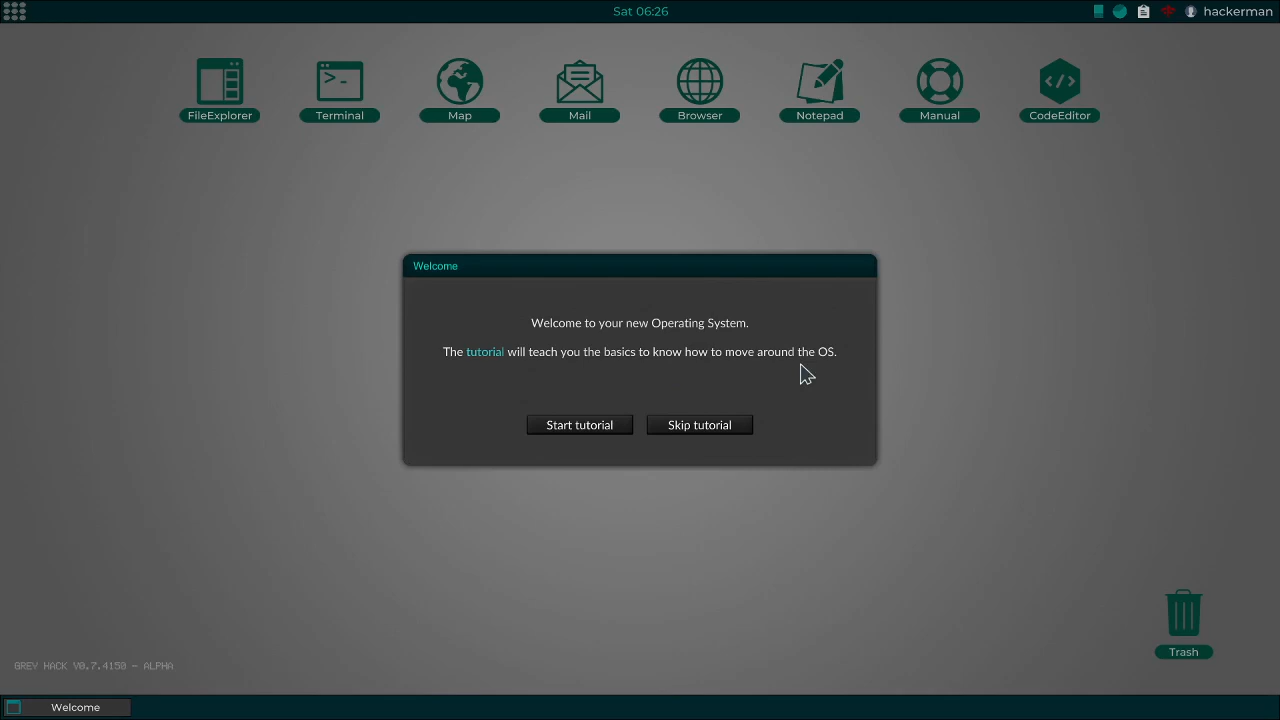 Sat 06:26
hackerman
FileExplorer
Terminal
Map
Mail
Browser
Notepad
Manual
CodeEditor
Welcome
Welcome to your new Operating System.
The tutorial will teach you the basics to know how to move around the OS.
Start tutorial
Skip tutorial
Trash
GREY HACK V0.7.4150 - ALPHA
Welcome